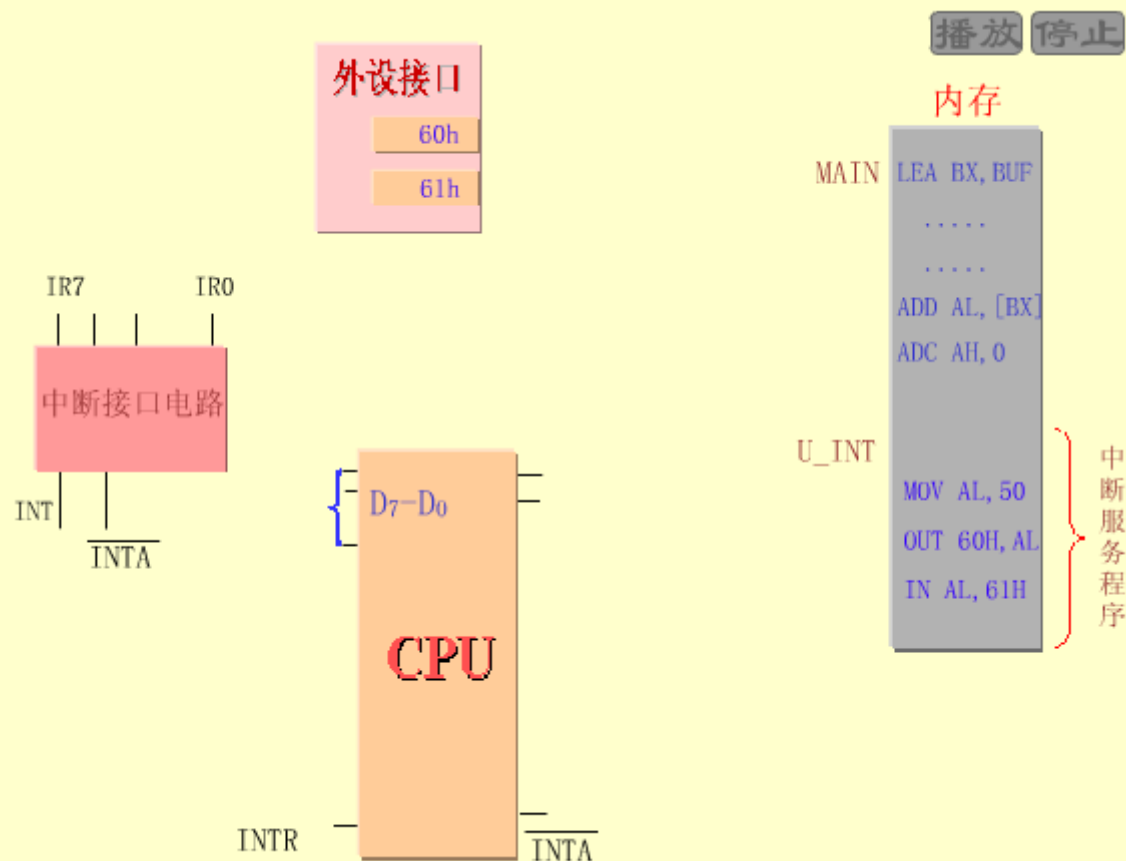 播放 停止
外设接口
60h
61h
内存
MAIN LEA BX,BUF
.....
.....
ADD AL,[BX]
ADC AH,0
IR7 IR0
中断接口电路
INT
INTA
U_INT
MOV AL,50
OUT 60H,AL
IN AL,61H
中断服务程序
D7-D0
CPU
INTR
INTA